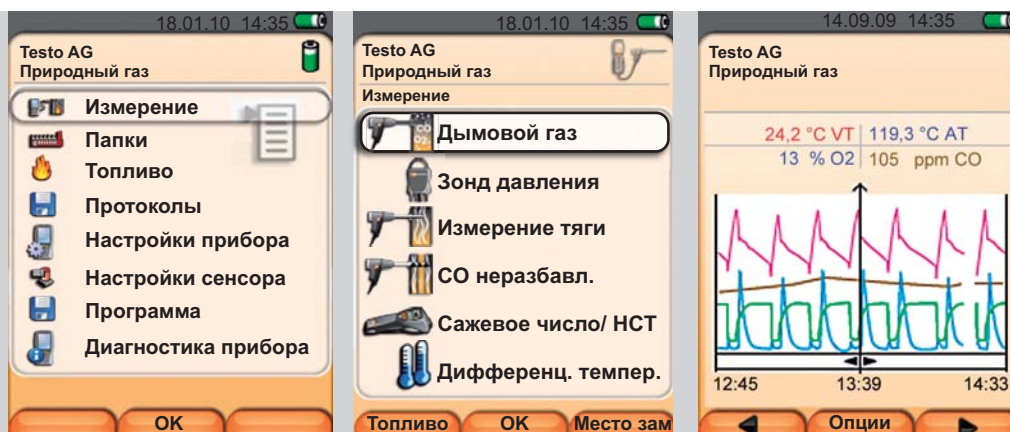 18.01.10 14:35
Testo AG
Природный газ
Измерение
Папки
Топливо
Протоколы
Настройки прибора
Настройки сенсора
Программа
Диагностика прибора
OK
18.01.10 14:35
Testo AG
Природный газ
Измерение
Дымовой газ
Зонд давления
Измерение тяги
СО неразбавл.
Сажевое число/ НСТ
Дифференц. темпер.
Топливо OK Место зам
14.09.09 14:35
Testo AG
Природный газ
24,2 °C VT 119,3 °C AT
13 % O2 105 ppm CO
12:45 13:39 14:33
Опции